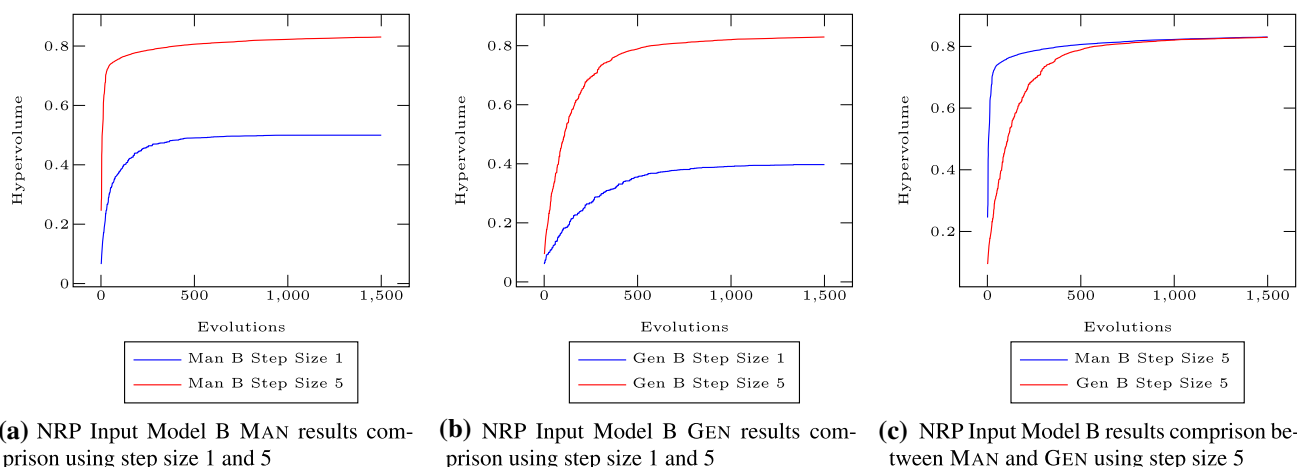 0.8
0.6
0.4
0.2
0
Hypervolume
0
500
1,000
1,500
Evolutions
Man B Step Size 1
Man B Step Size 5
(a) NRP Input Model B MAN results com-
prison using step size 1 and 5
0.8
0.6
0.4
0.2
0
Hypervolume
0
500
1,000
1,500
Evolutions
Gen B Step Size 1
Gen B Step Size 5
(b) NRP Input Model B GEN results com-
prison using step size 1 and 5
0.8
0.6
0.4
0.2
Hypervolume
0
500
1,000
1,500
Evolutions
Man B Step Size 5
Gen B Step Size 5
(c) NRP Input Model B results comprison be-
tween MAN and GEN using step size 5